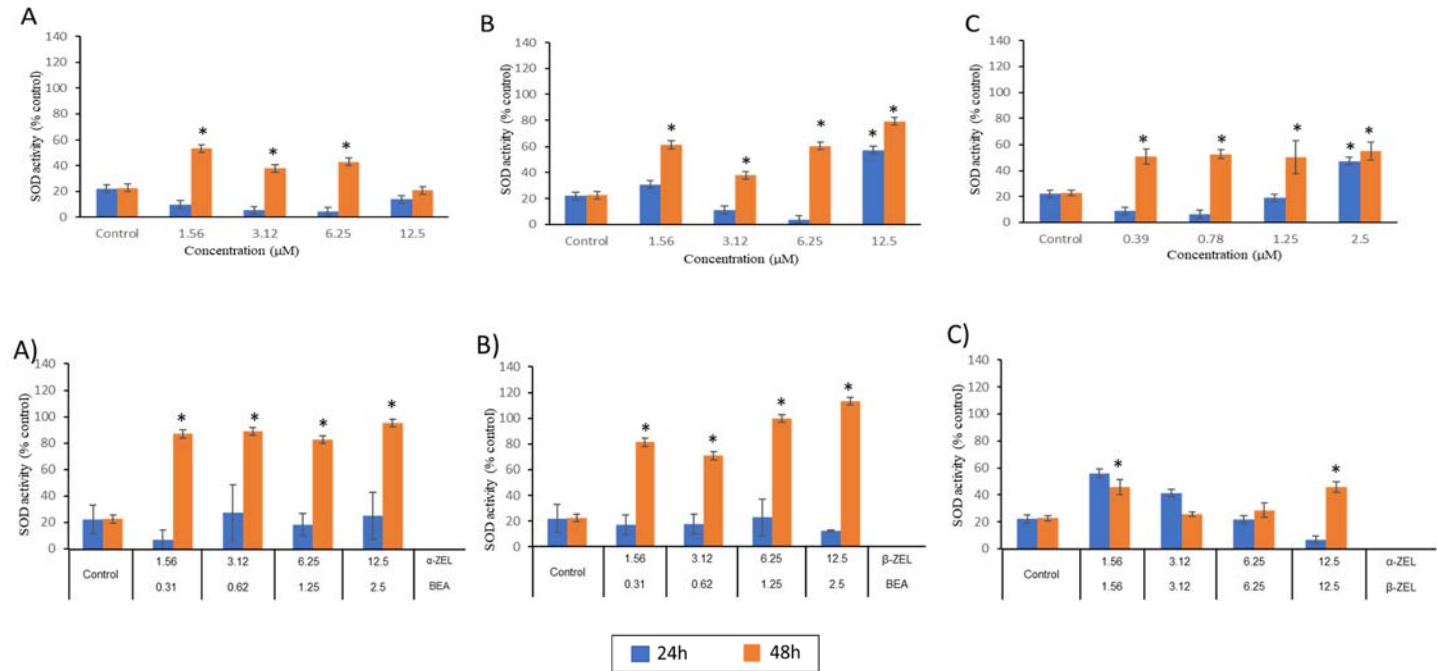 A
SOD activity (% control)
140
120
100
80
60
40
20
0
* * *
Control 1.56 3.12 6.25 12.5
Concentration (µM)
B
SOD activity (% control)
140
120
100
80
60
40
20
0
* * * * *
Control 1.56 3.12 6.25 12.5
Concentration (µM)
C
SOD activity (% control)
140
120
100
80
60
40
20
0
* * * * *
Control 0.39 0.78 1.25 2.5
Concentration (µM)
A)
SOD activity (% control)
140
120
100
80
60
40
20
0
* * * *
Control 1.56 3.12 6.25 12.5 α-ZEL
0.31 0.62 1.25 2.5 BEA
B)
SOD activity (% control)
140
120
100
80
60
40
20
0
* * * *
Control 1.56 3.12 6.25 12.5 β-ZEL
0.31 0.62 1.25 2.5 BEA
C)
SOD activity (% control)
140
120
100
80
60
40
20
0
* *
Control 1.56 3.12 6.25 12.5 α-ZEL
1.56 3.12 6.25 12.5 β-ZEL
24h 48h